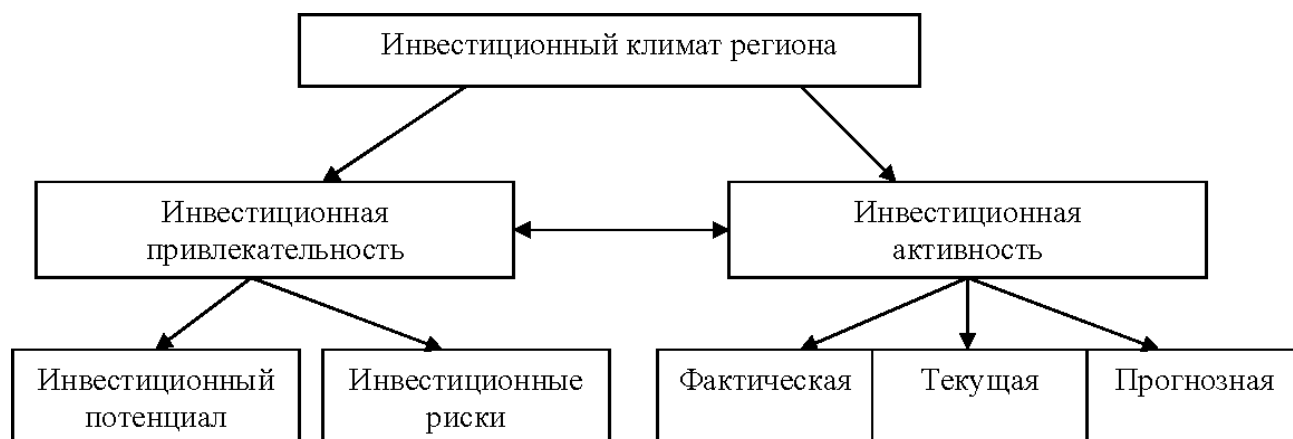 Инвестиционный климат региона
Инвестиционная
привлекательность
Инвестиционная
активность
Инвестиционный
потенциал
Инвестиционные
риски
Фактическая
Текущая
Прогнозная